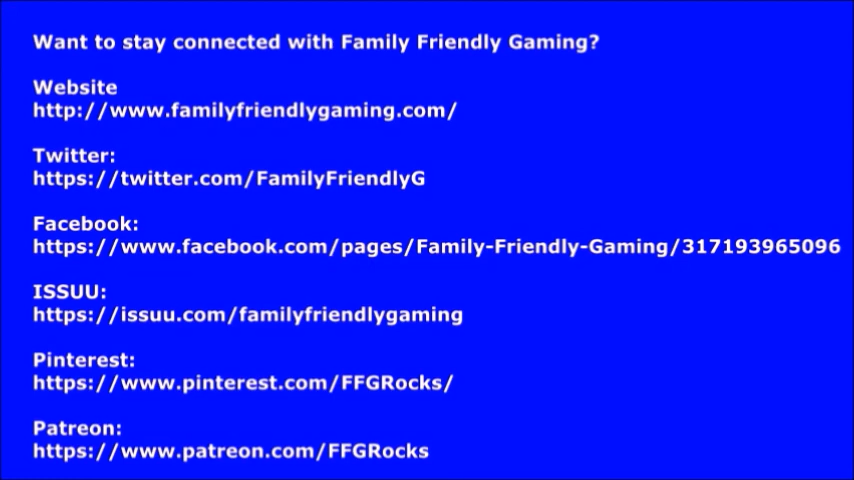 Want to stay connected with Family Friendly Gaming?
Website
http://www.familyfriendlygaming.com/
Twitter:
https://twitter.com/FamilyFriendlyG
Facebook:
https://www.facebook.com/pages/Family-Friendly-Gaming/317193965096
ISSUU:
https://issuu.com/familyfriendlygaming
Pinterest:
https://www.pinterest.com/FFGRocks/
Patreon:
https://www.patreon.com/FFGRocks